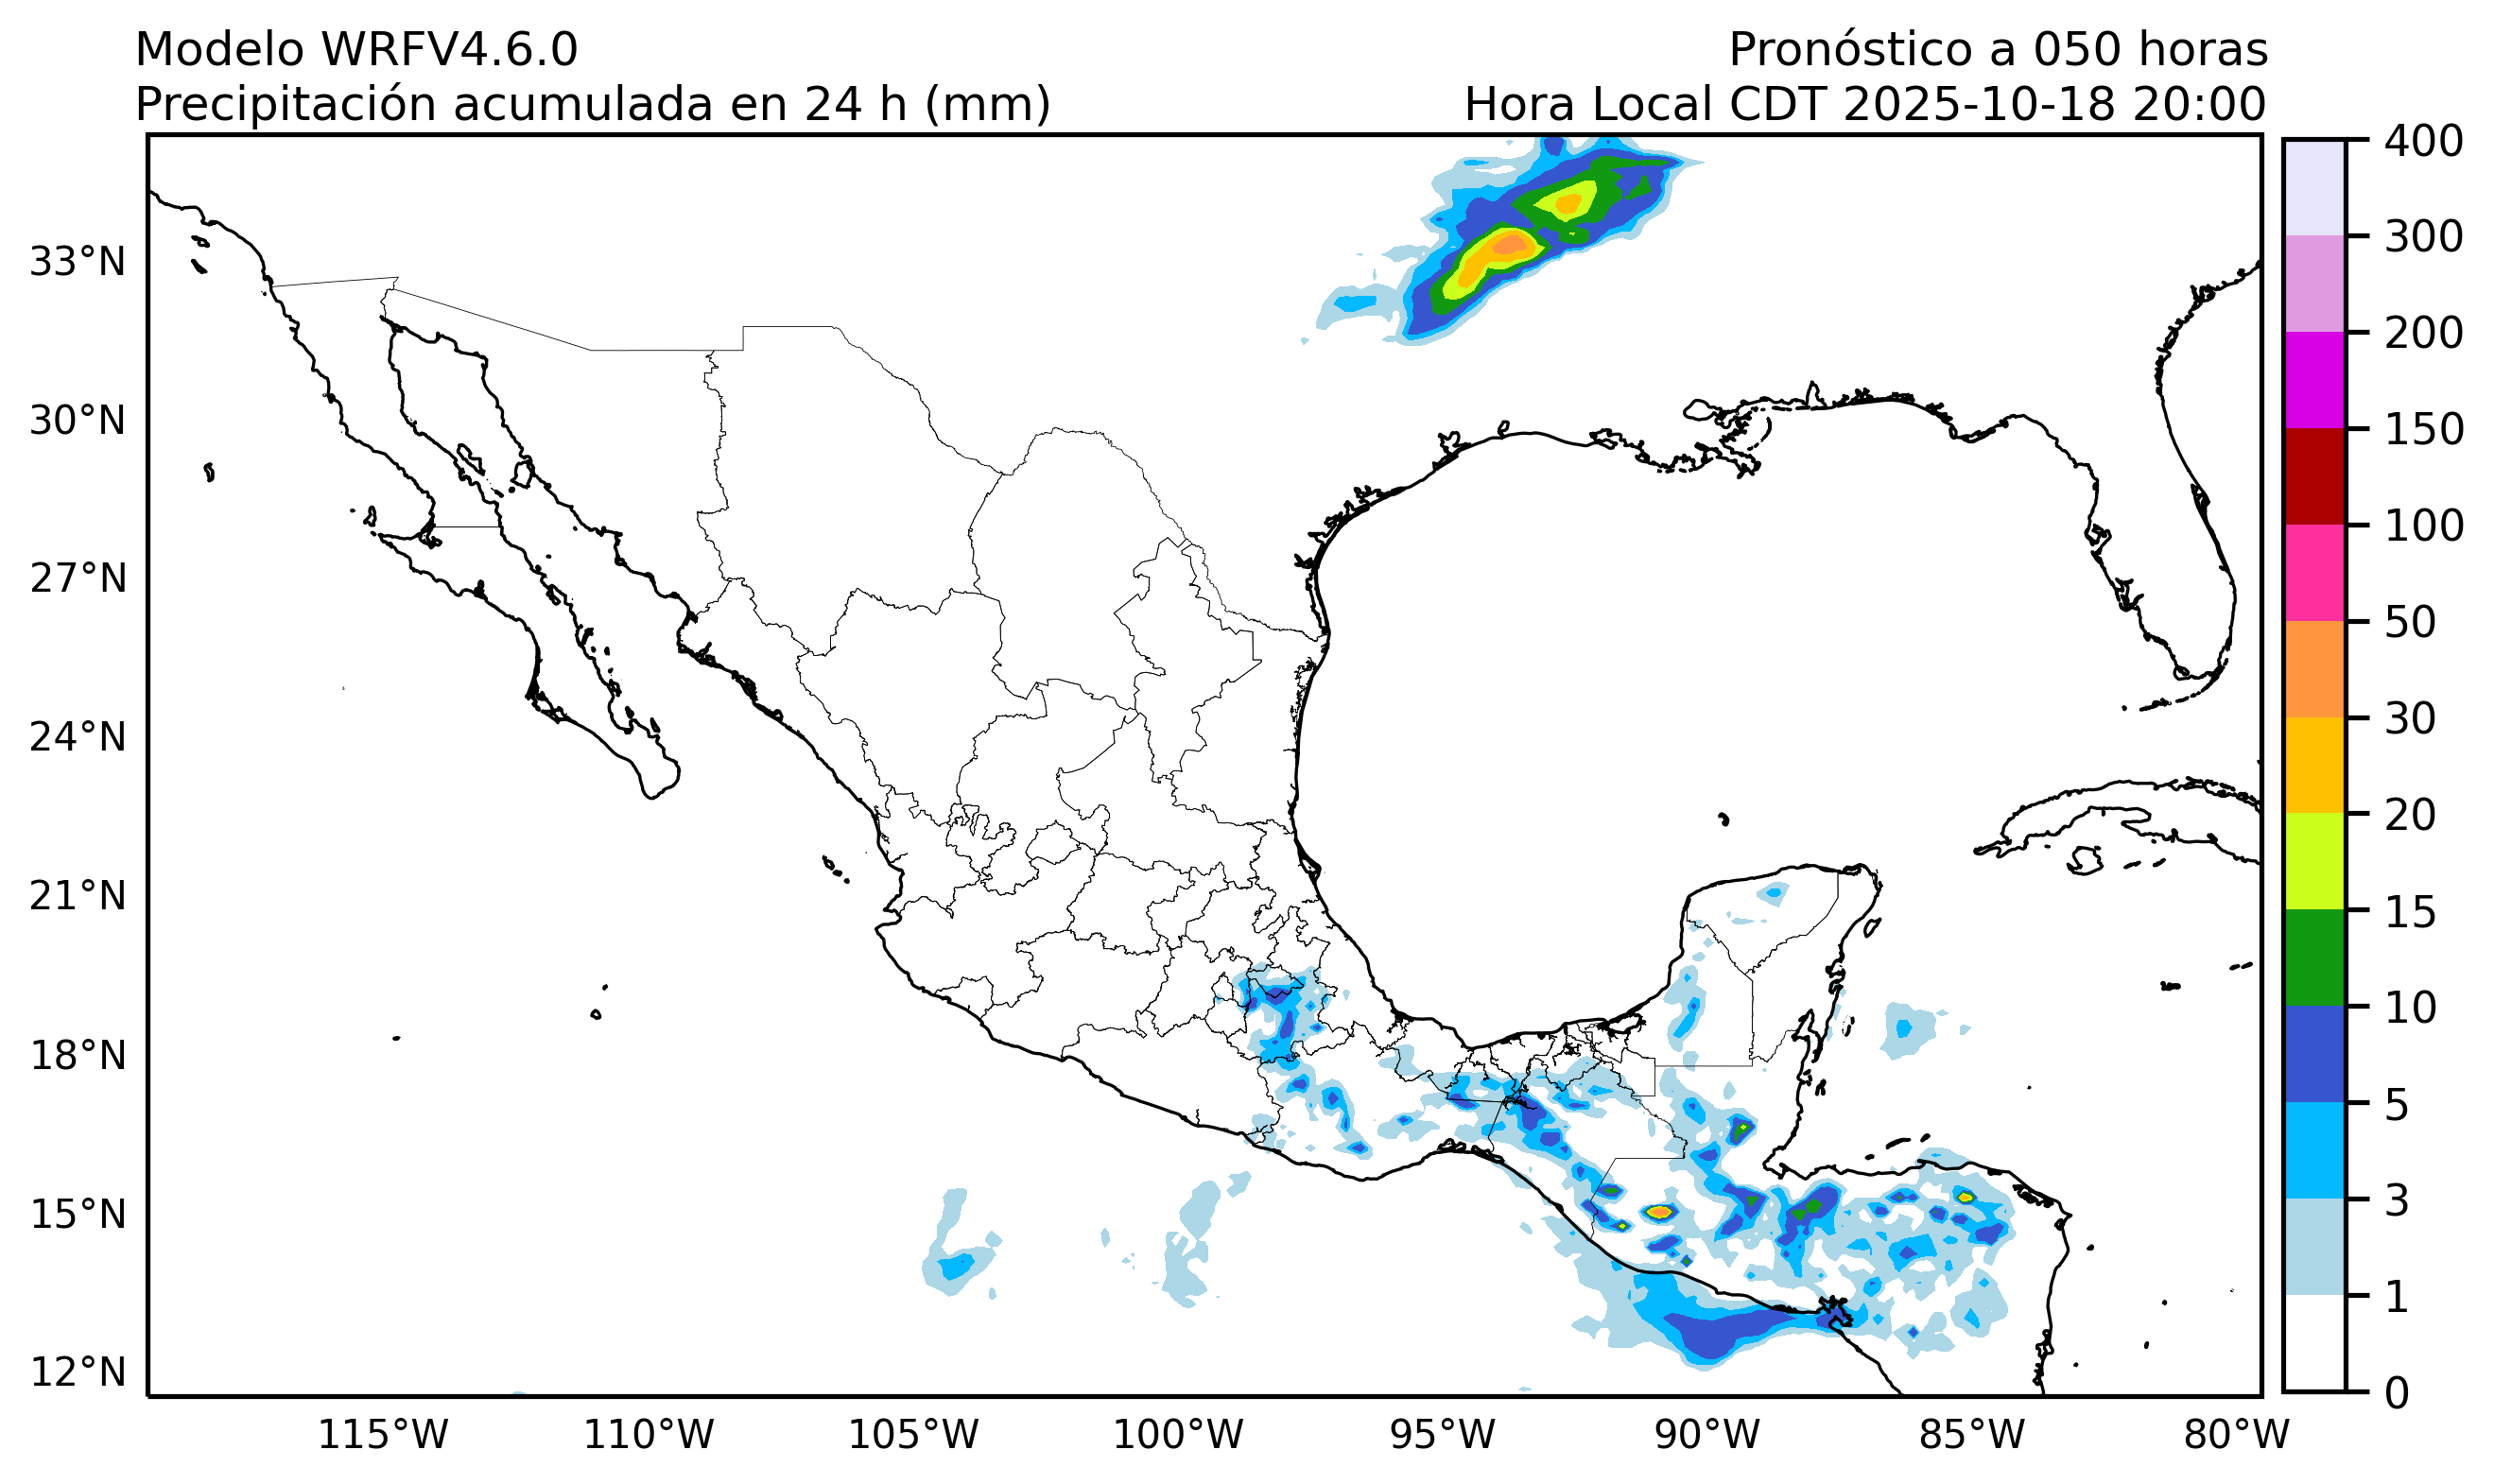 Modelo WRFV4.6.0
Pronóstico a 050 horas
Precipitación acumulada en 24 h (mm)
Hora Local CDT 2025-10-18 20:00
33°N
30°N
27°N
24°N
21°N
18°N
15°N
12°N
115°W
110°W
105°W
100°W
95°W
90°W
85°W
80°W
400
300
200
150
100
50
30
20
15
10
5
3
1
0